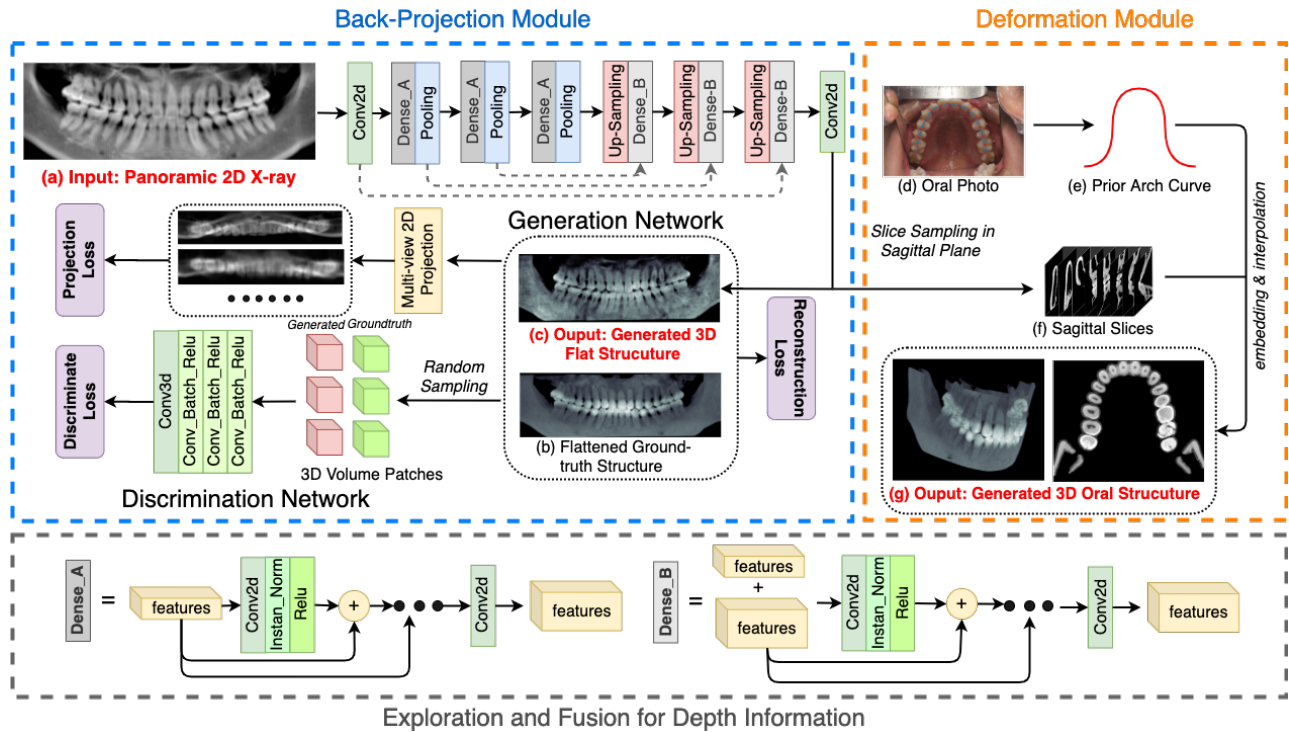 Back-Projection Module
Deformation Module
(a) Input: Panoramic 2D X-ray
Conv2d
Dense_A
Pooling
Dense_A
Pooling
Dense_A
Pooling
Up-Sampling
Dense_B
Up-Sampling
Dense-B
Up-Sampling
Dense-B
Conv2d
Generation Network
Projection
Loss
Multi-view 2D
Projection
(c) Ouput: Generated 3D
Flat Strucuture
(b) Flattened Ground-
truth Structure
Reconstruction
Loss
Discriminate
Loss
Conv3d
Conv_Batch_Relu
Conv_Batch_Relu
Conv_Batch_Relu
Generated Groundtruth
3D Volume Patches
Random
Sampling
Discrimination Network
(d) Oral Photo
(e) Prior Arch Curve
Slice Sampling in
Sagittal Plane
(f) Sagittal Slices
embedding & interpolation
(g) Ouput: Generated 3D Oral Strucuture
Dense_A
=
features
Conv2d
Instan_Norm
Relu
+
Conv2d
features
Dense_B
=
features
+
features
Conv2d
Instan_Norm
Relu
+
Conv2d
features
Exploration and Fusion for Depth Information